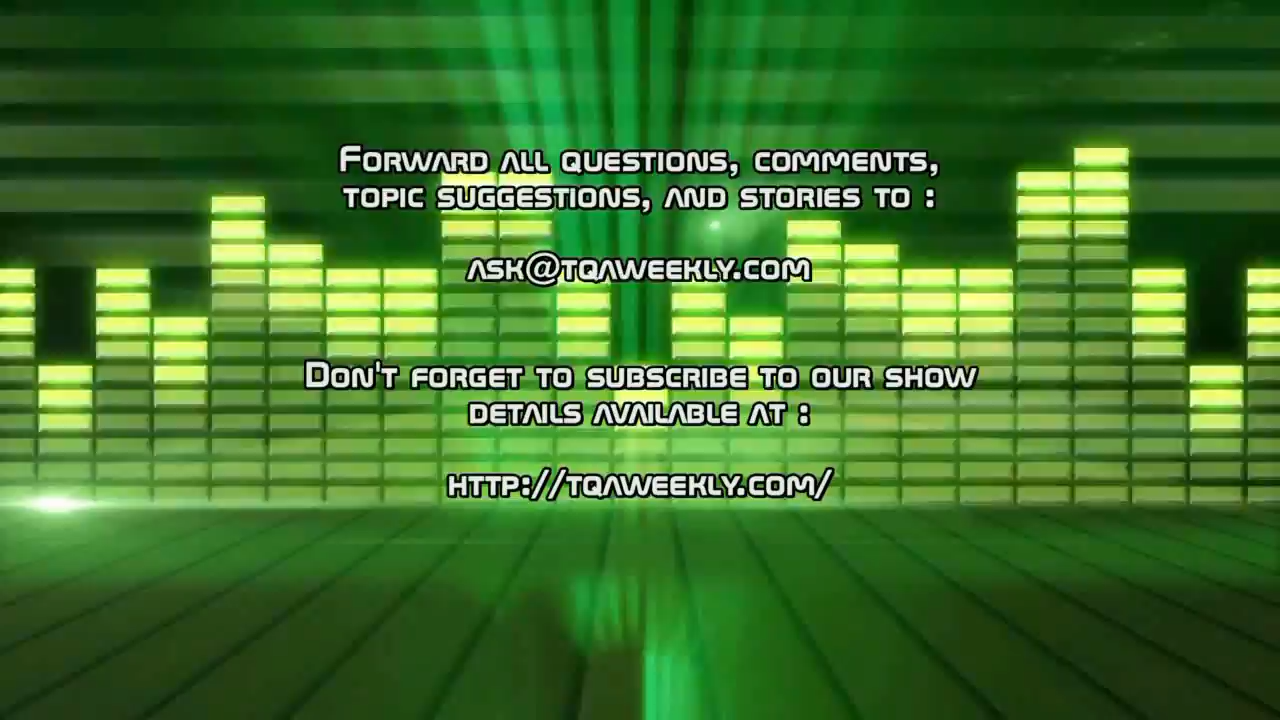 Forward all questions, comments,
topic suggestions, and stories to :
ask@tqaweekly.com
Don't forget to subscribe to our show
details available at :
http://tqaweekly.com/